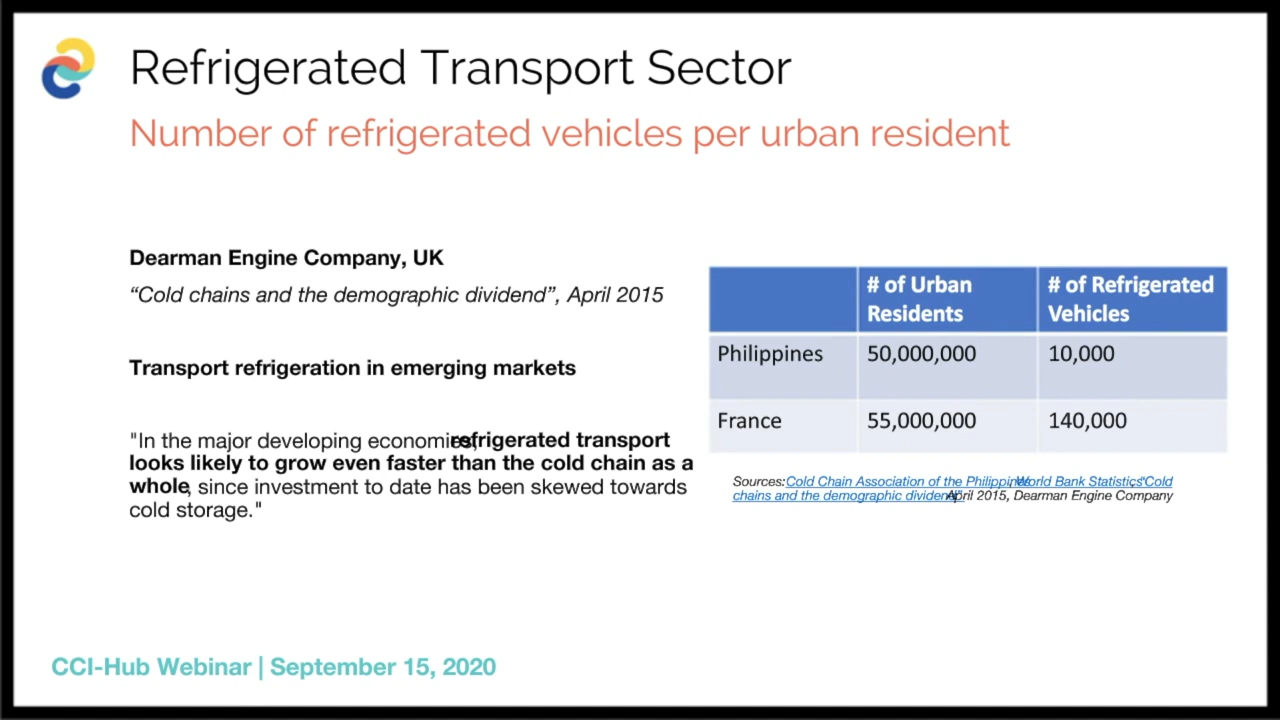 Refrigerated Transport Sector
Number of refrigerated vehicles per urban resident
Dearman Engine Company, UK
“Cold chains and the demographic dividend”, April 2015
Transport refrigeration in emerging markets
"In the major developing economies, refrigerated transport
looks likely to grow even faster than the cold chain as a
whole, since investment to date has been skewed towards
cold storage."
# of Urban Residents
# of Refrigerated Vehicles
Philippines 50,000,000 10,000
France 55,000,000 140,000
Sources: Cold Chain Association of the Philippines, World Bank Statistics, "Cold
chains and the demographic dividend" April 2015, Dearman Engine Company
CCI-Hub Webinar | September 15, 2020